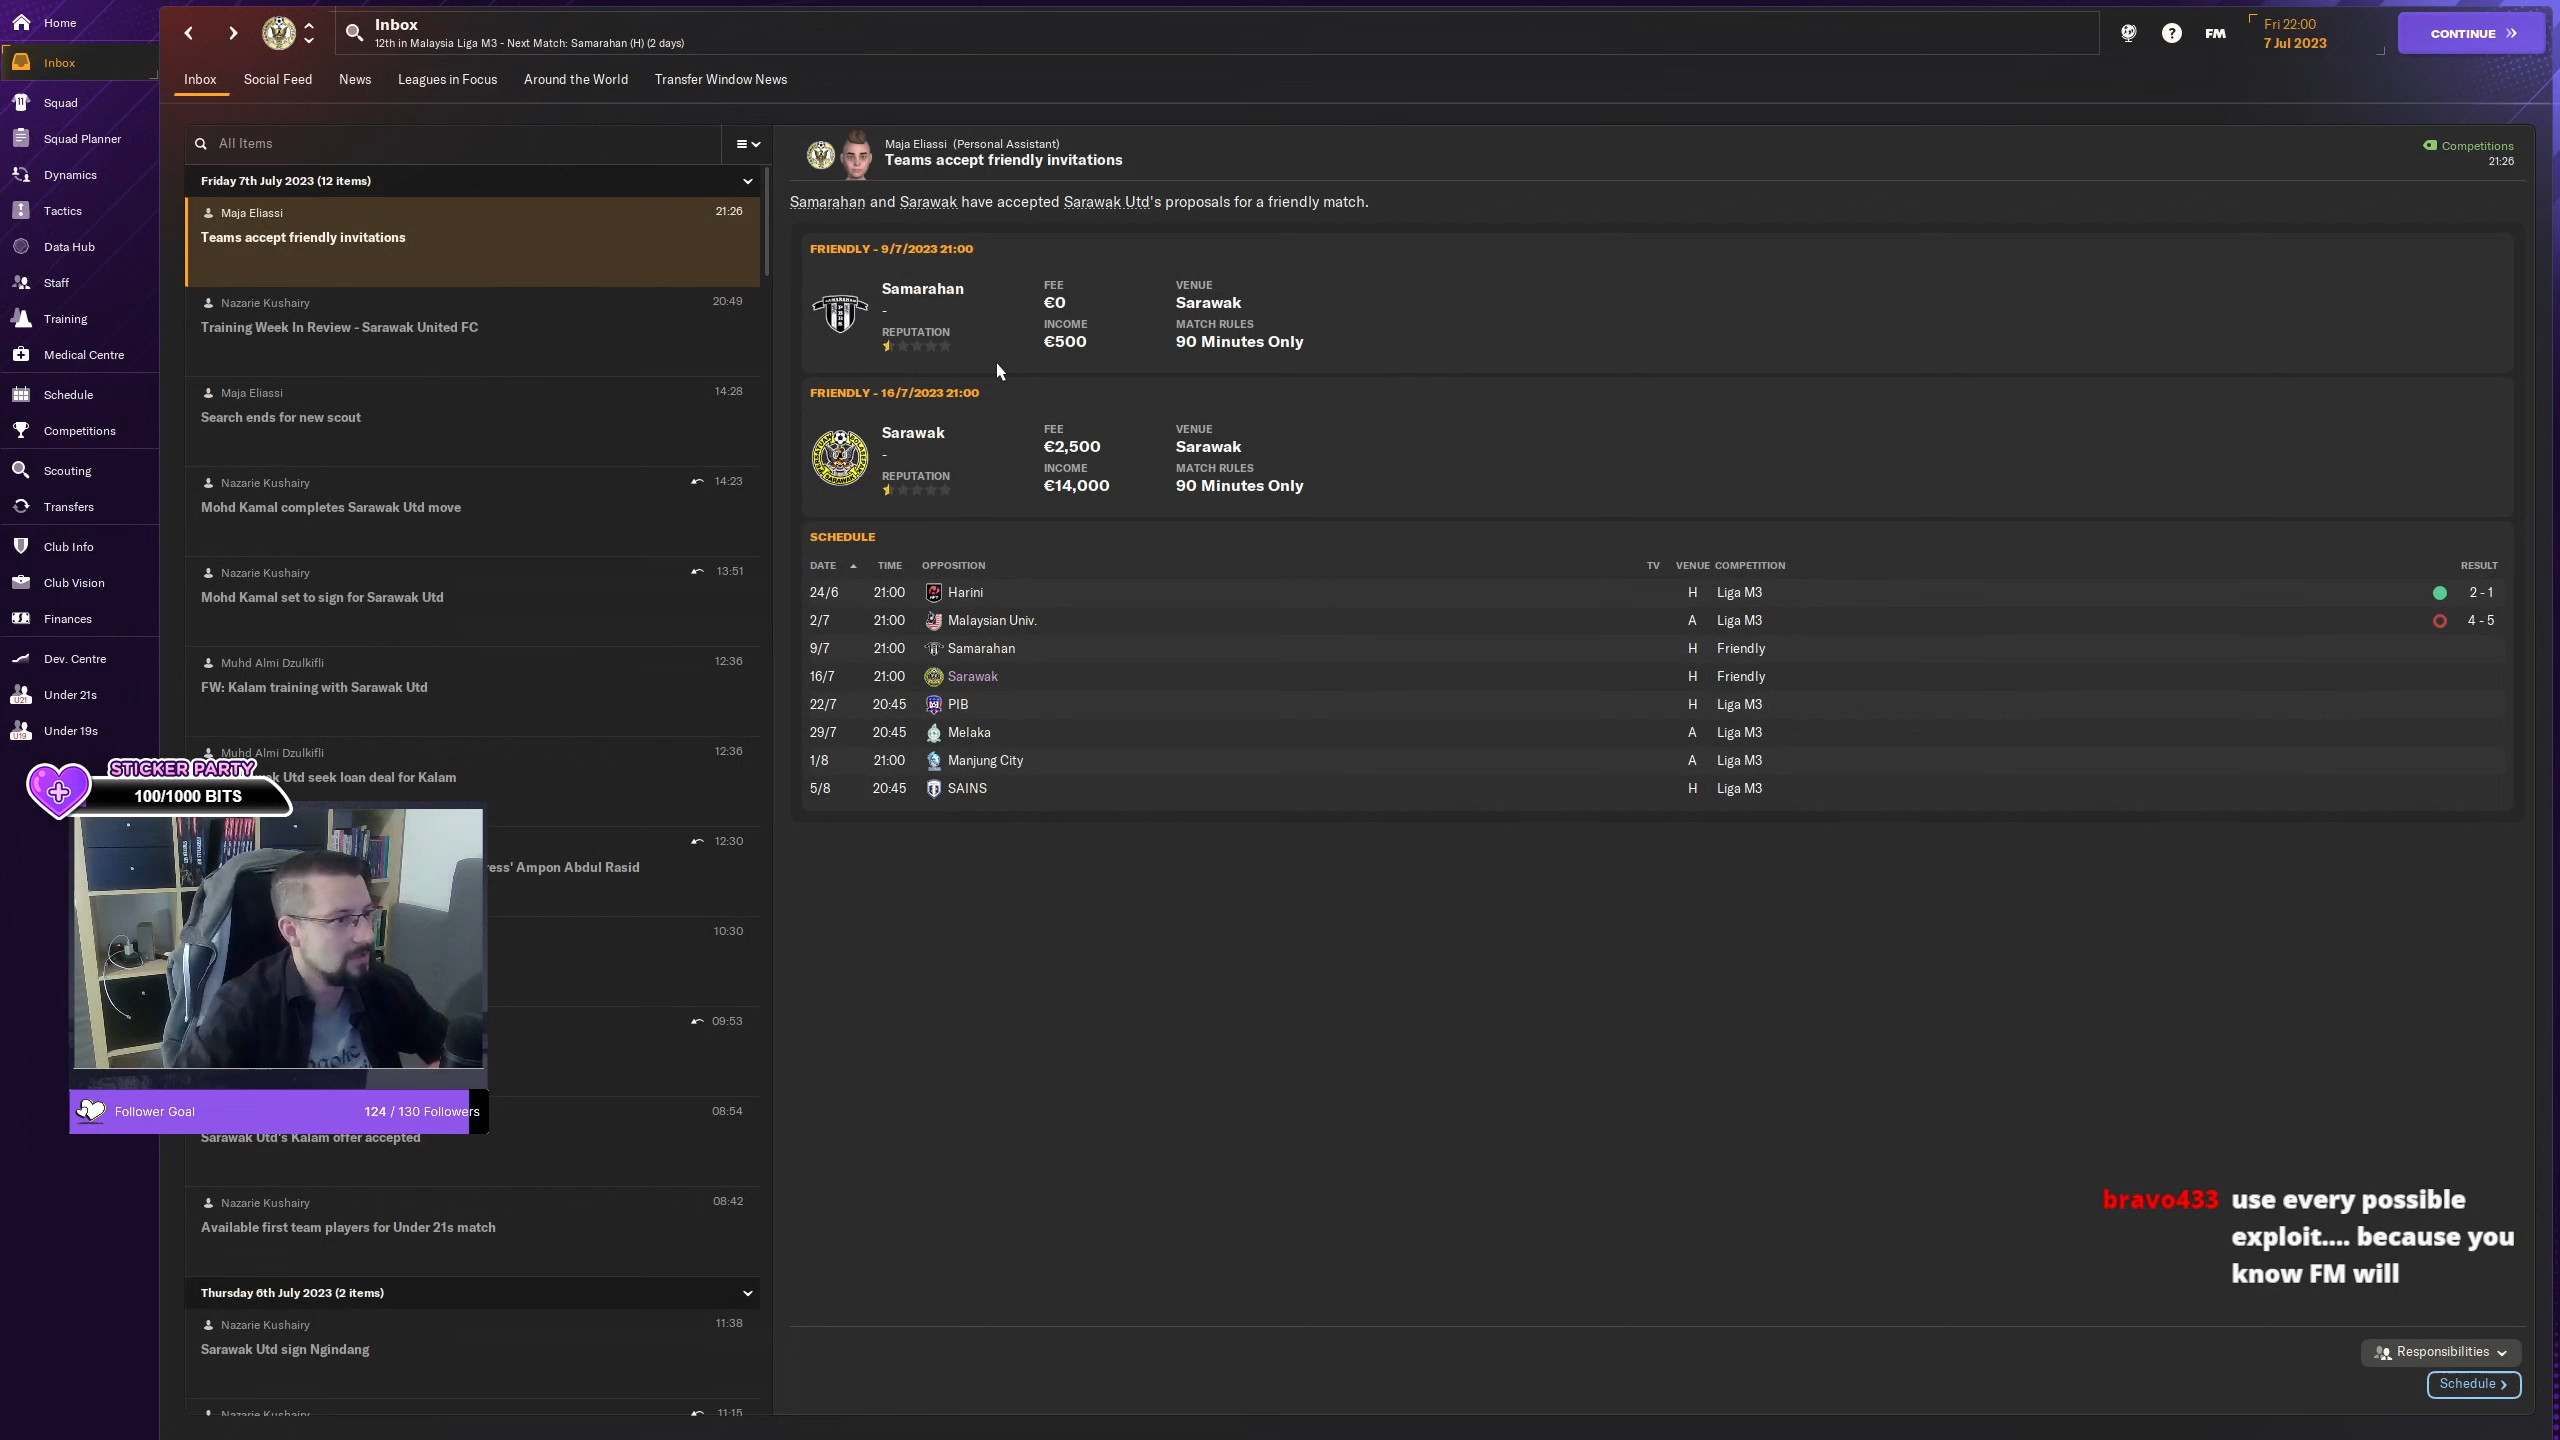 Home
Inbox
Squad
Squad Planner
Dynamics
Tactics
Data Hub
Staff
Training
Medical Centre
Schedule
Competitions
Scouting
Transfers
Club Info
Club Vision
Finances
Dev. Centre
U21
Under 21s
U19
Under 19s
Inbox
12th in Malaysia Liga M3 - Next Match: Samarahan (H) (2 days)
FM
Fri 22:00
7 Jul 2023
CONTINUE
Inbox
Social Feed
News
Leagues in Focus
Around the World
Transfer Window News
All Items
Friday 7th July 2023 (12 items)
Maja Eliassi 21:26
Teams accept friendly invitations
Nazarie Kushairy 20:49
Training Week In Review - Sarawak United FC
Maja Eliassi 14:28
Search ends for new scout
Nazarie Kushairy 14:23
Mohd Kamal completes Sarawak Utd move
Nazarie Kushairy 13:51
Mohd Kamal set to sign for Sarawak Utd
Muhd Almi Dzulkifli 12:36
FW: Kalam training with Sarawak Utd
Muhd Almi Dzulkifli 12:36
Utd seek loan deal for Kalam
12:30
ress' Ampon Abdul Rasid
10:30
09:53
08:54
Sarawak Utd's Kalam offer accepted
Nazarie Kushairy 08:42
Available first team players for Under 21s match
Thursday 6th July 2023 (2 items)
Nazarie Kushairy 11:38
Sarawak Utd sign Ngindang
Nazarie Kushairy 11:15
STICKER PARTY
100/1000 BITS
Follower Goal 124 / 130 Followers
Maja Eliassi (Personal Assistant)
Teams accept friendly invitations
Competitions
21:26
Samarahan and Sarawak have accepted Sarawak Utd's proposals for a friendly match.
FRIENDLY - 9/7/2023 21:00
Samarahan
-
REPUTATION
FEE
€0
INCOME
€500
VENUE
Sarawak
MATCH RULES
90 Minutes Only
FRIENDLY - 16/7/2023 21:00
Sarawak
-
REPUTATION
FEE
€2,500
INCOME
€14,000
VENUE
Sarawak
MATCH RULES
90 Minutes Only
SCHEDULE
DATE TIME OPPOSITION TV VENUE COMPETITION RESULT
24/6 21:00 Harini H Liga M3 2 - 1
2/7 21:00 Malaysian Univ. A Liga M3 4 - 5
9/7 21:00 Samarahan H Friendly
16/7 21:00 Sarawak H Friendly
22/7 20:45 PIB H Liga M3
29/7 20:45 Melaka A Liga M3
1/8 21:00 Manjung City A Liga M3
5/8 20:45 SAINS H Liga M3
bravo433 use every possible
exploit.... because you
know FM will
Responsibilities
Schedule